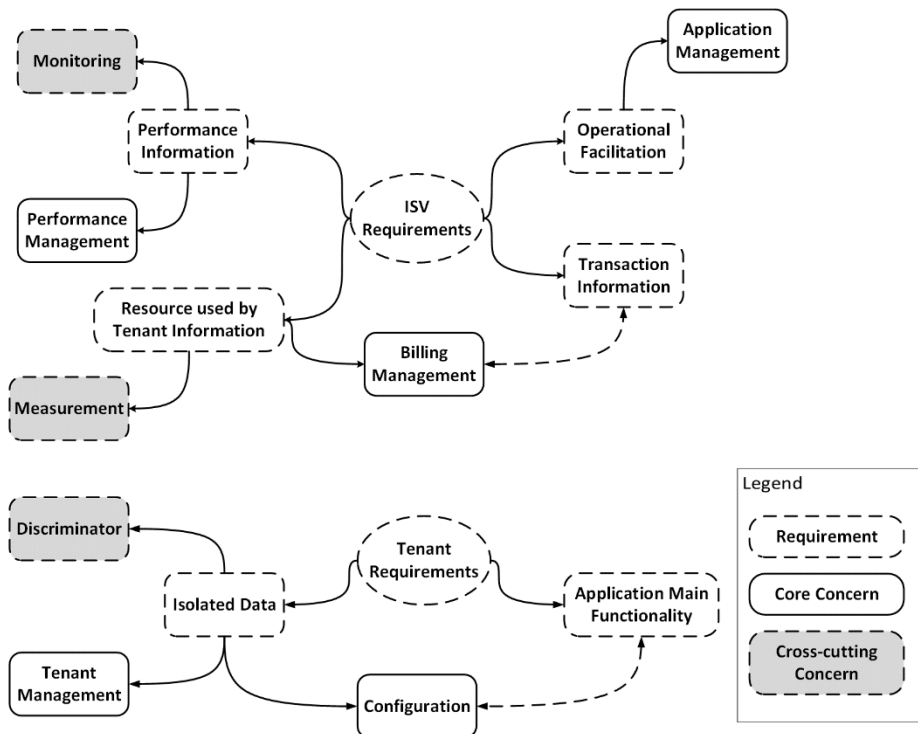 Application
Management
Monitoring
Performance
Information
Operational
Facilitation
ISV
Requirements
Performance
Management
Transaction
Information
Resource used by
Tenant Information
Billing
Management
Measurement
Legend
Discriminator
Requirement
Tenant
Requirements
Isolated Data
Application Main
Functionality
Core Concern
Cross-cutting
Concern
Tenant
Management
Configuration